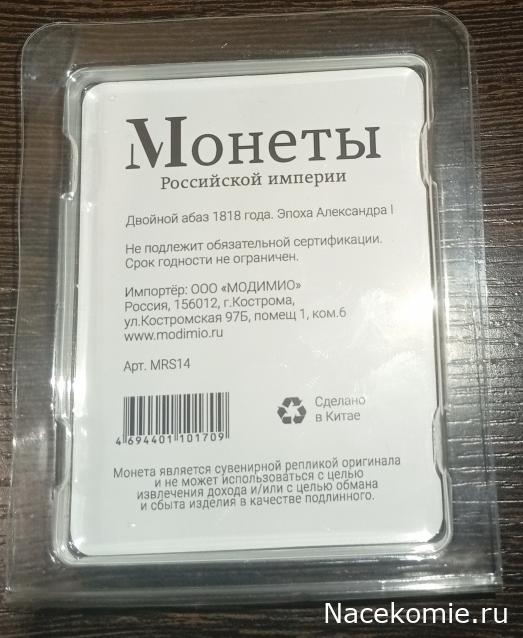 Монеты
Российской империи
Двойной абаз 1818 года. Эпоха Александра I
Не подлежит обязательной сертификации.
Срок годности не ограничен.
Импортёр: ООО «МОДИМИО»
Россия, 156012, г.Кострома,
ул.Костромская 97Б, помещ 1, ком.6
www.modimio.ru
Арт. MRS14
4 694401 101709
Сделано
в Китае
Монета является сувенирной репликой оригинала
и не может использоваться с целью
извлечения дохода и/или с целью обмана
и сбыта изделия в качестве подлинного.
Nacekomie.ru